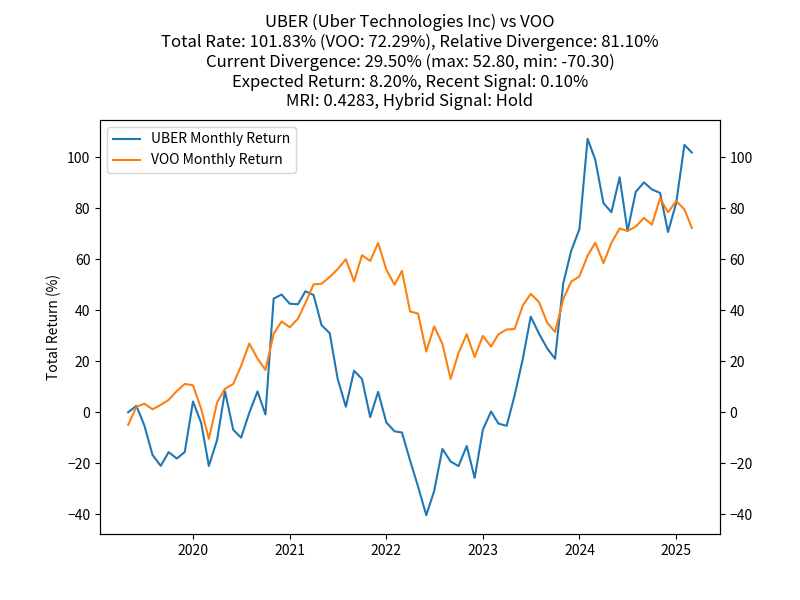 UBER (Uber Technologies Inc) vs VOO
Total Rate: 101.83% (VOO: 72.29%), Relative Divergence: 81.10%
Current Divergence: 29.50% (max: 52.80, min: -70.30)
Expected Return: 8.20%, Recent Signal: 0.10%
MRI: 0.4283, Hybrid Signal: Hold
UBER Monthly Return
VOO Monthly Return
Total Return (%)
100
80
60
40
20
0
−20
−40
100
80
60
40
20
0
−20
−40
2020 2021 2022 2023 2024 2025